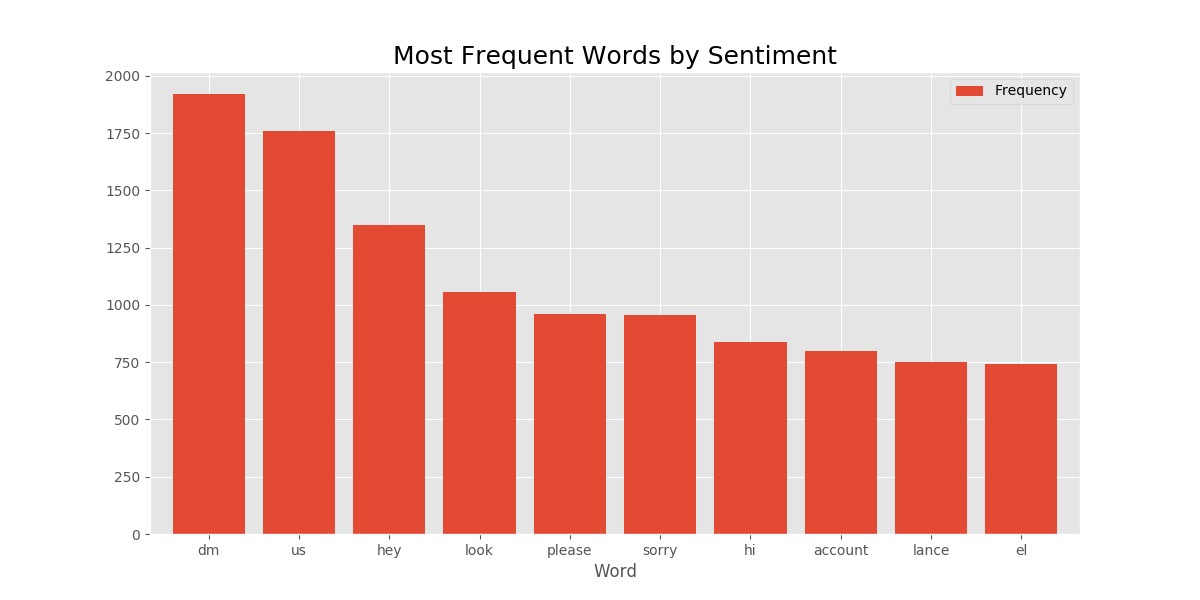 Most Frequent Words by Sentiment
Frequency
2000
1750
1500
1250
1000
750
500
250
0
dm us hey look please sorry hi account lance el
Word